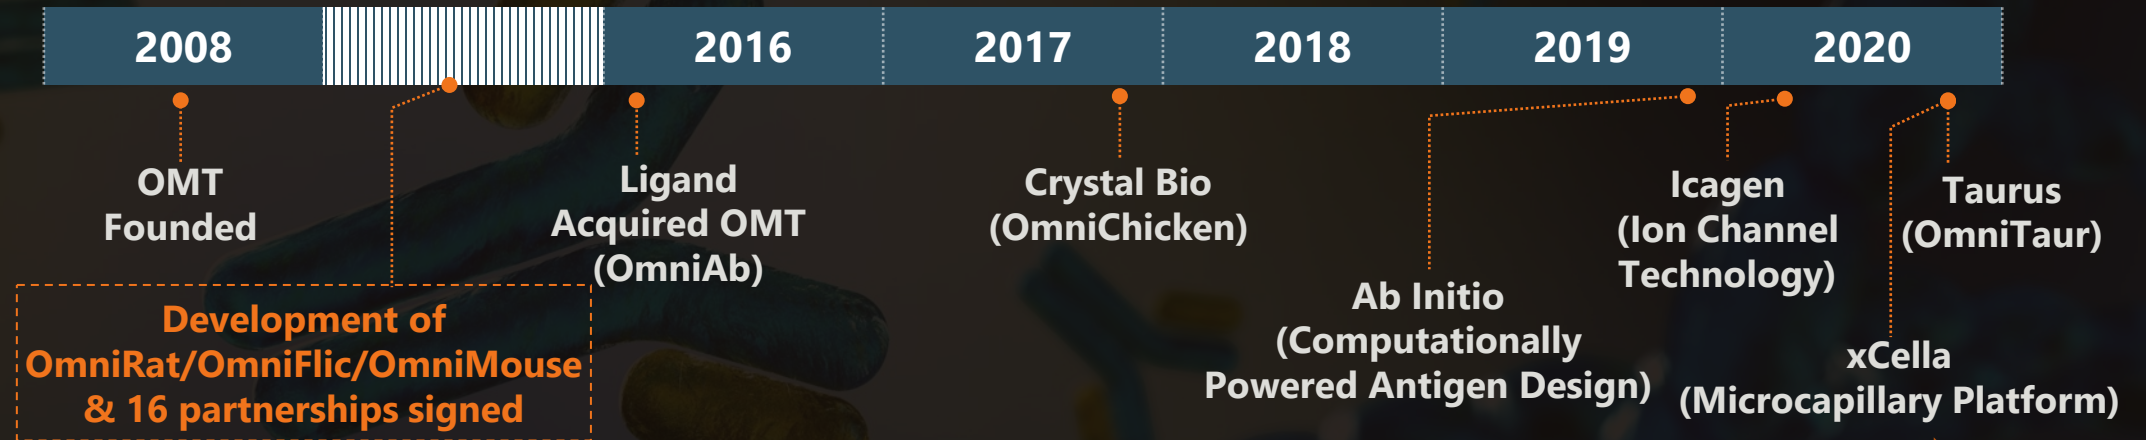 2008
2016
2017
2018
2019
2020
OMT
Founded
Development of
OmniRat/OmniFlic/OmniMouse
& 16 partnerships signed
Ligand
Acquired OMT
(OmniAb)
Crystal Bio
(OmniChicken)
Ab Initio
(Computationally
Powered Antigen Design)
Icagen
(Ion Channel
Technology)
xCella
(Microcapillary Platform)
Taurus
(OmniTaur)